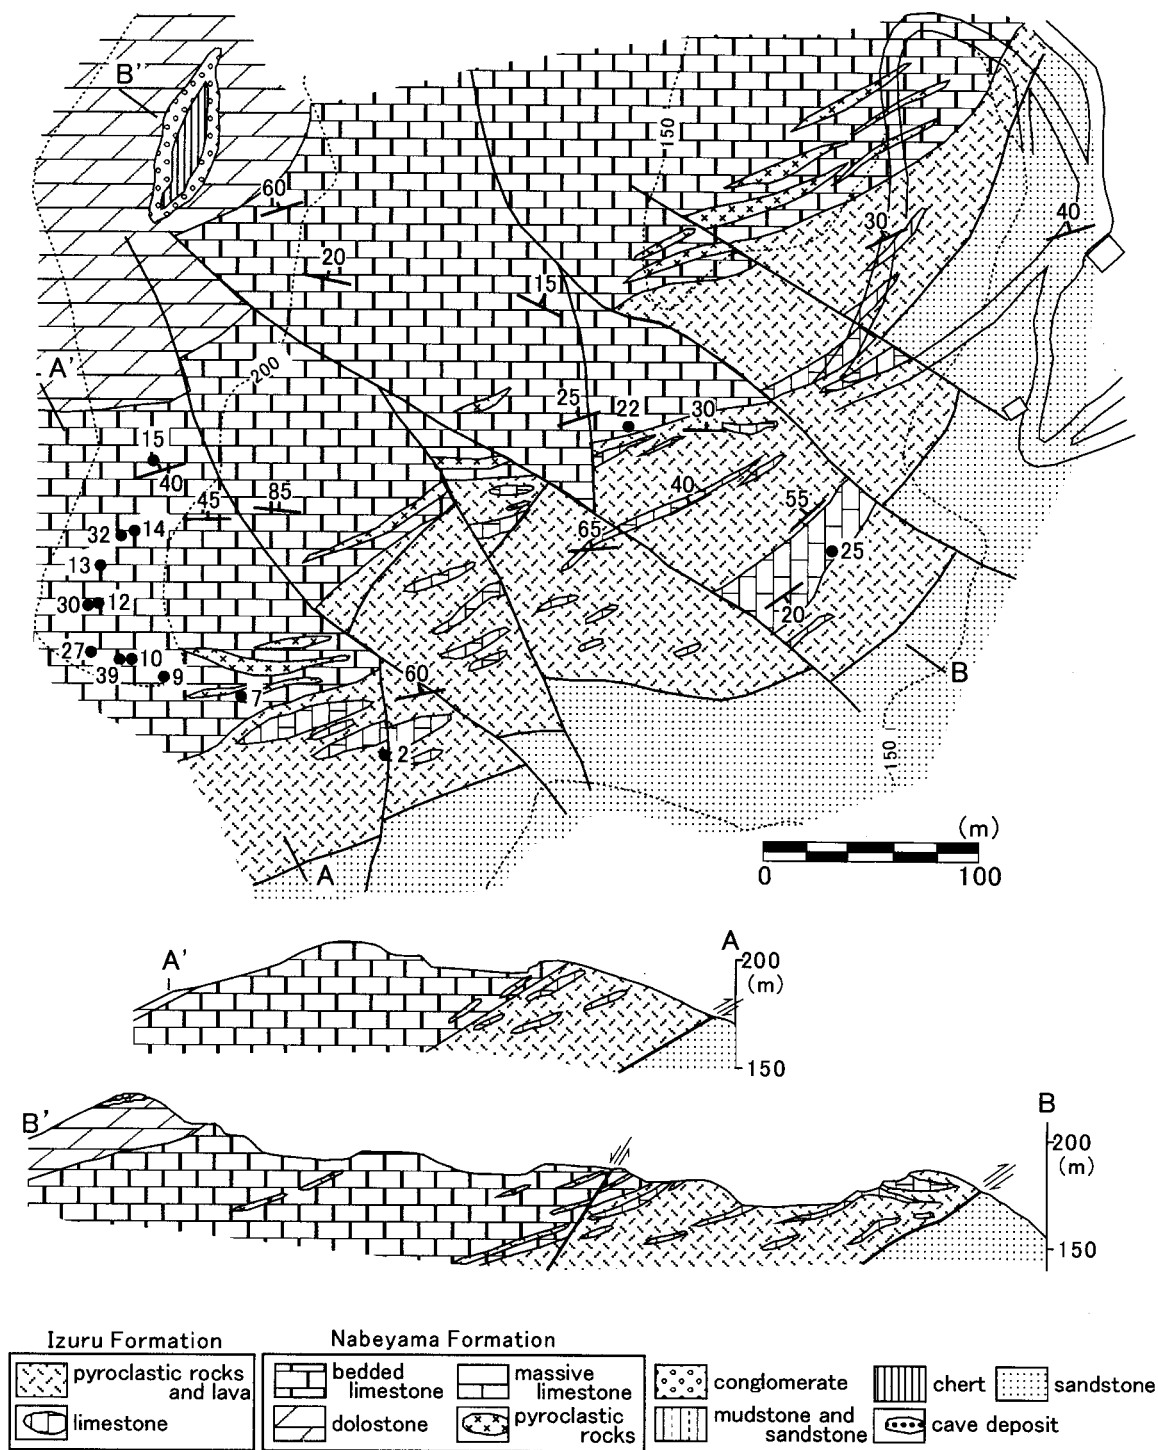 B'
60
20
15
150
30
40
200
A'
15
40
45
85
25
22
30
40
55
65
25
20
32
14
13
30
12
27
10
39
9
7
60
2
B
150
A
(m)
0
100
A'
A
200
(m)
150
B'
B
200
(m)
150
Izuru Formation
Nabeyama Formation
pyroclastic rocks
and lava
limestone
bedded
limestone
massive
limestone
dolostone
pyroclastic
rocks
conglomerate
chert
sandstone
mudstone and
sandstone
cave deposit